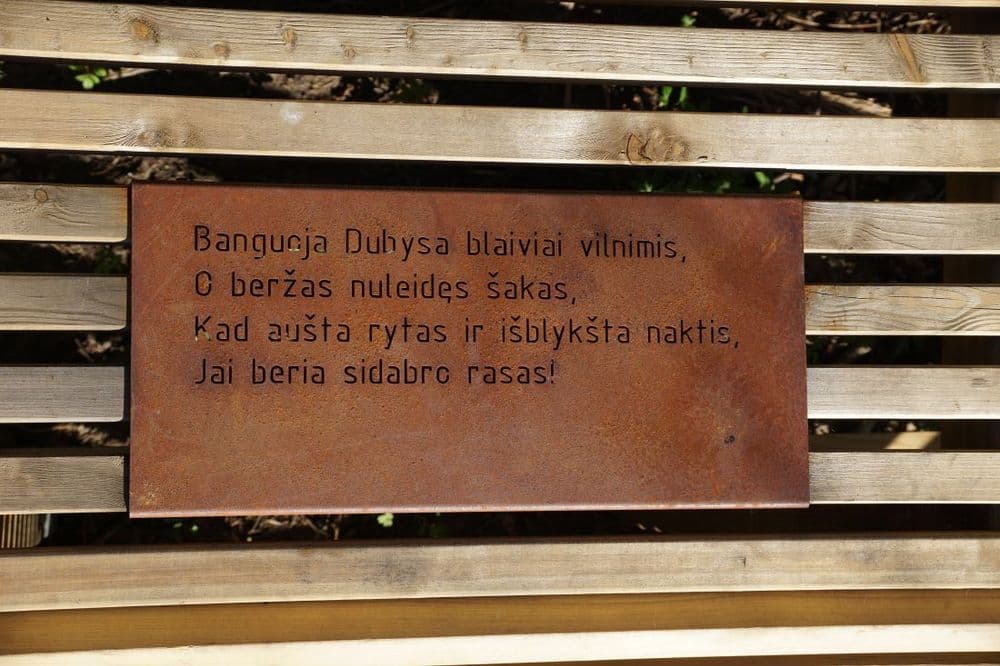 Banguoja Dubysa blaiviai vilnimis,
O beržas nuleidęs šakas,
Kad aušta rytas ir išblykšta naktis,
Jai beria sidabro rasas!